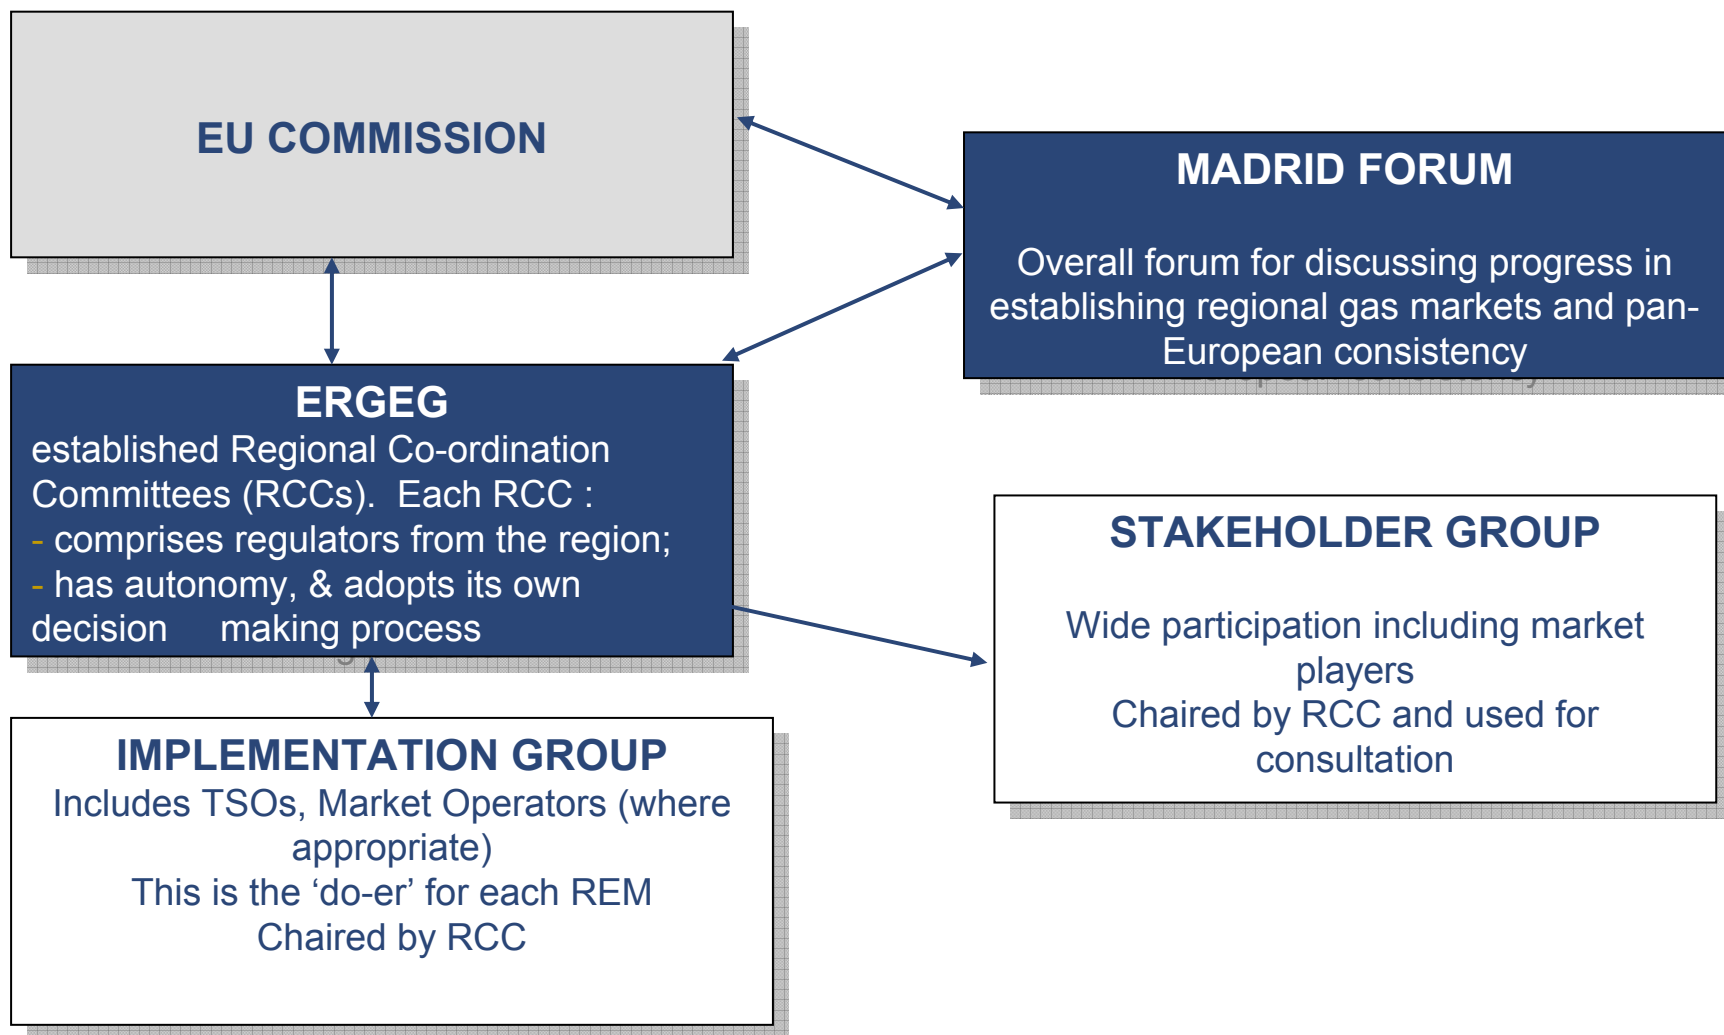 EU COMMISSION
MADRID FORUM
Overall forum for discussing progress in
establishing regional gas markets and pan-
European consistency
ERGEG
established Regional Co-ordination
Committees (RCCs).  Each RCC :
- comprises regulators from the region;
- has autonomy, & adopts its own
decision     making process
STAKEHOLDER GROUP
Wide participation including market
players
Chaired by RCC and used for
consultation
IMPLEMENTATION GROUP
Includes TSOs, Market Operators (where
appropriate)
This is the ‘do-er’ for each REM
Chaired by RCC